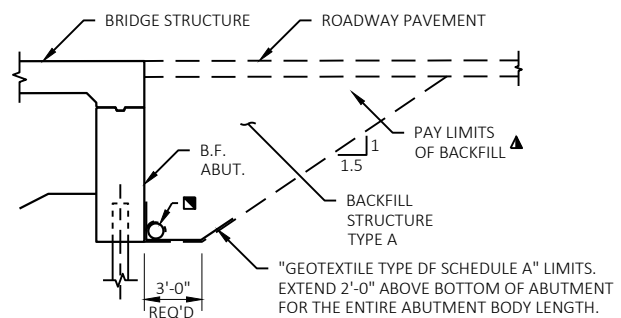 BRIDGE STRUCTURE
ROADWAY PAVEMENT
PAY LIMITS
OF BACKFILL
1
1.5
B.F.
ABUT.
BACKFILL
STRUCTURE
TYPE A
"GEOTEXTILE TYPE DF SCHEDULE A" LIMITS.
EXTEND 2'-0" ABOVE BOTTOM OF ABUTMENT
FOR THE ENTIRE ABUTMENT BODY LENGTH.
3'-0"
REQ'D